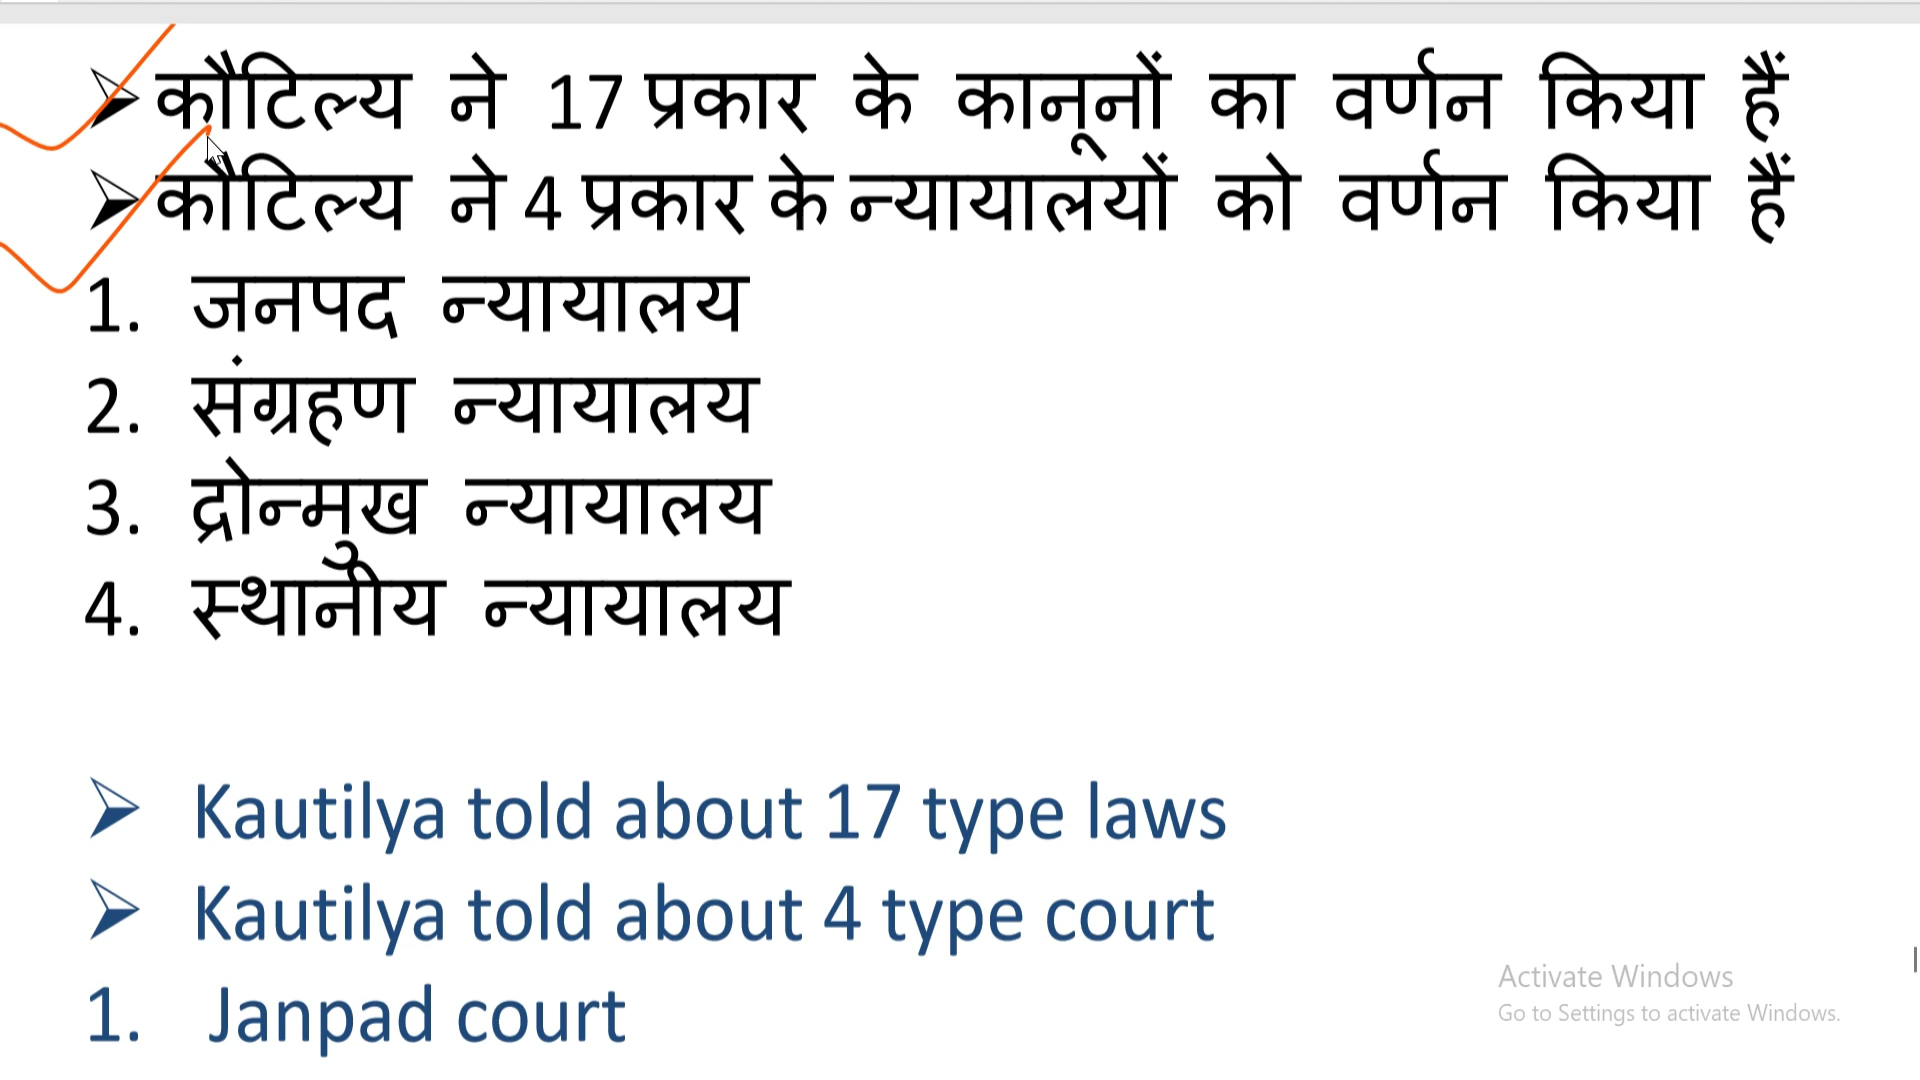 ➢ कौटिल्य ने 17 प्रकार के कानूनों का वर्णन किया हैं
➢ कौटिल्य ने 4 प्रकार के न्यायालयों को वर्णन किया हैं
1. जनपद न्यायालय
2. संग्रहण न्यायालय
3. द्रोन्मुख न्यायालय
4. स्थानीय न्यायालय
➢ Kautilya told about 17 type laws
➢ Kautilya told about 4 type court
1. Janpad court
Activate Windows
Go to Settings to activate Windows.